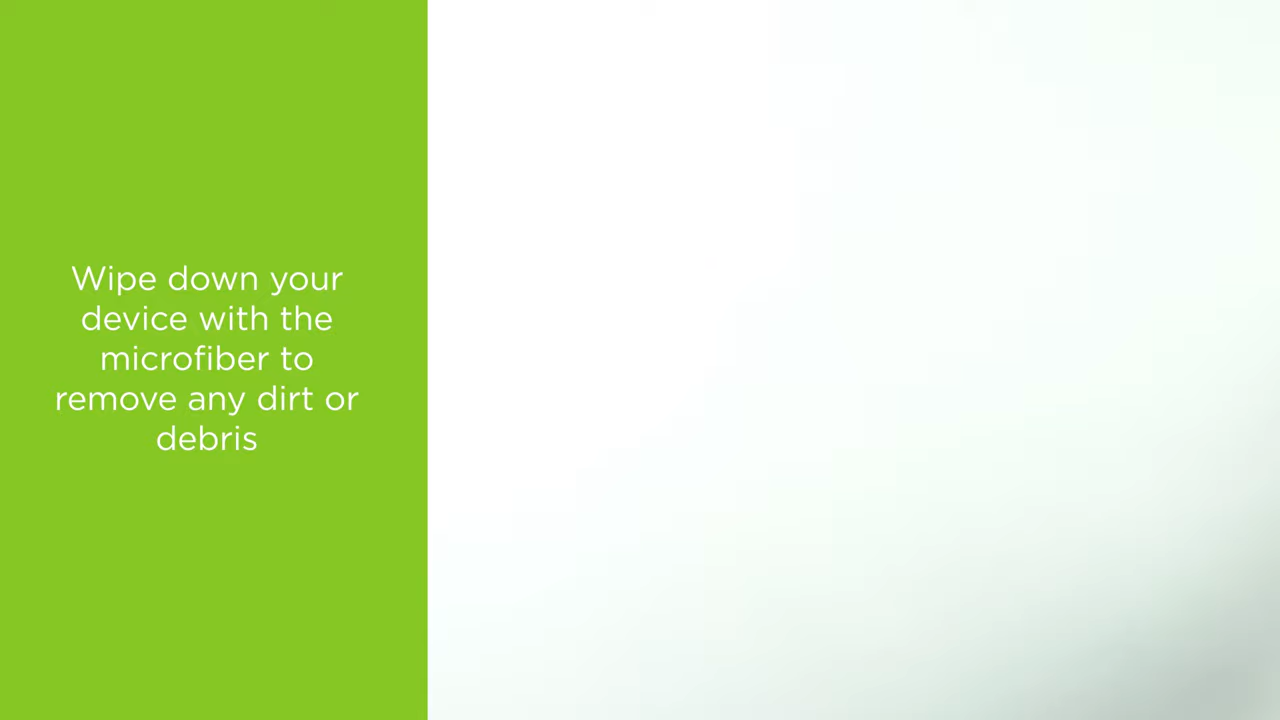 Wipe down your
device with the
microfiber to
remove any dirt or
debris